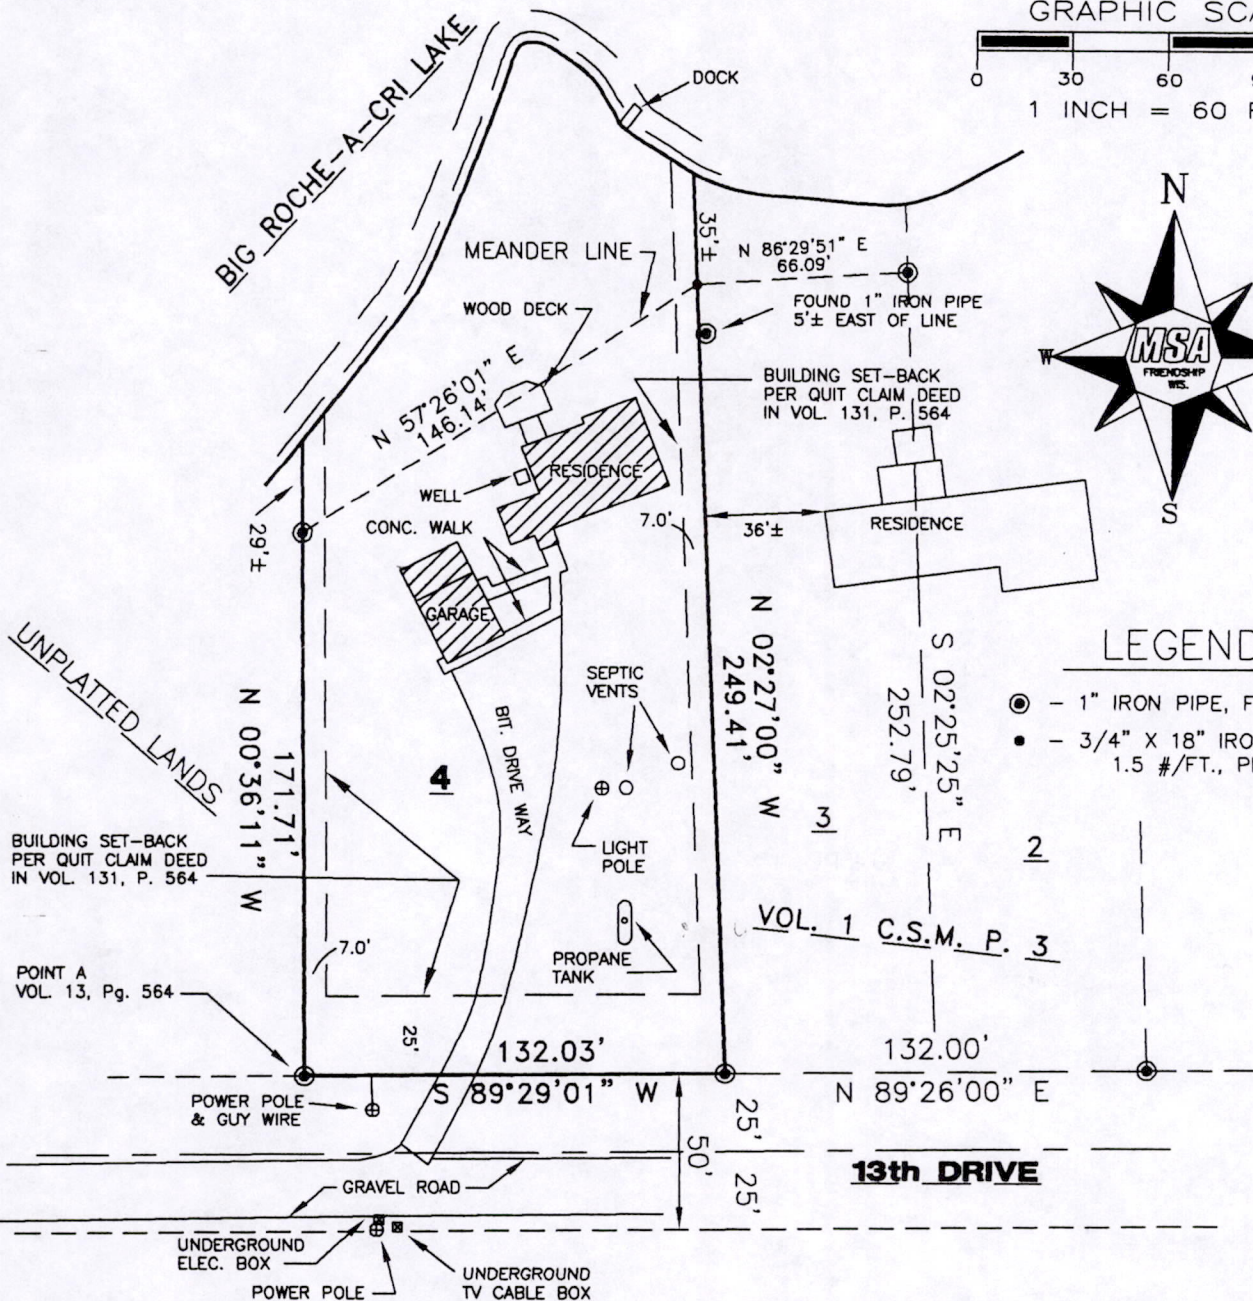 GRAPHIC SCA
0 30 60 9
1 INCH = 60 F
BIG ROCHE-A-CRI LAKE
DOCK
N
W
MSA
FRIENDSHIP
WIS.
S
MEANDER LINE
35'±
N 86°29'51" E
66.09'
WOOD DECK
FOUND 1" IRON PIPE
5'± EAST OF LINE
N 57°26'01" E
146.14'
BUILDING SET-BACK
PER QUIT CLAIM DEED
IN VOL. 131, P. 564
RESIDENCE
WELL
CONC. WALK
7.0'
36'±
RESIDENCE
29'±
GARAGE
UNPLATTED LANDS
N 00°36'11" W
171.71'
SEPTIC
VENTS
N 02°27'00" W
249.41'
S 02°25'25" E
252.79'
LEGEND
- 1" IRON PIPE, F
- 3/4" X 18" IRO
1.5 #/FT., P
BIT. DRIVE WAY
4
3
2
LIGHT
POLE
BUILDING SET-BACK
PER QUIT CLAIM DEED
IN VOL. 131, P. 564
VOL. 1 C.S.M. P. 3
7.0'
PROPANE
TANK
POINT A
VOL. 13, Pg. 564
25'
132.03'
S 89°29'01" W
132.00'
N 89°26'00" E
POWER POLE
& GUY WIRE
25'
50'
25'
13th DRIVE
GRAVEL ROAD
UNDERGROUND
ELEC. BOX
POWER POLE
UNDERGROUND
TV CABLE BOX